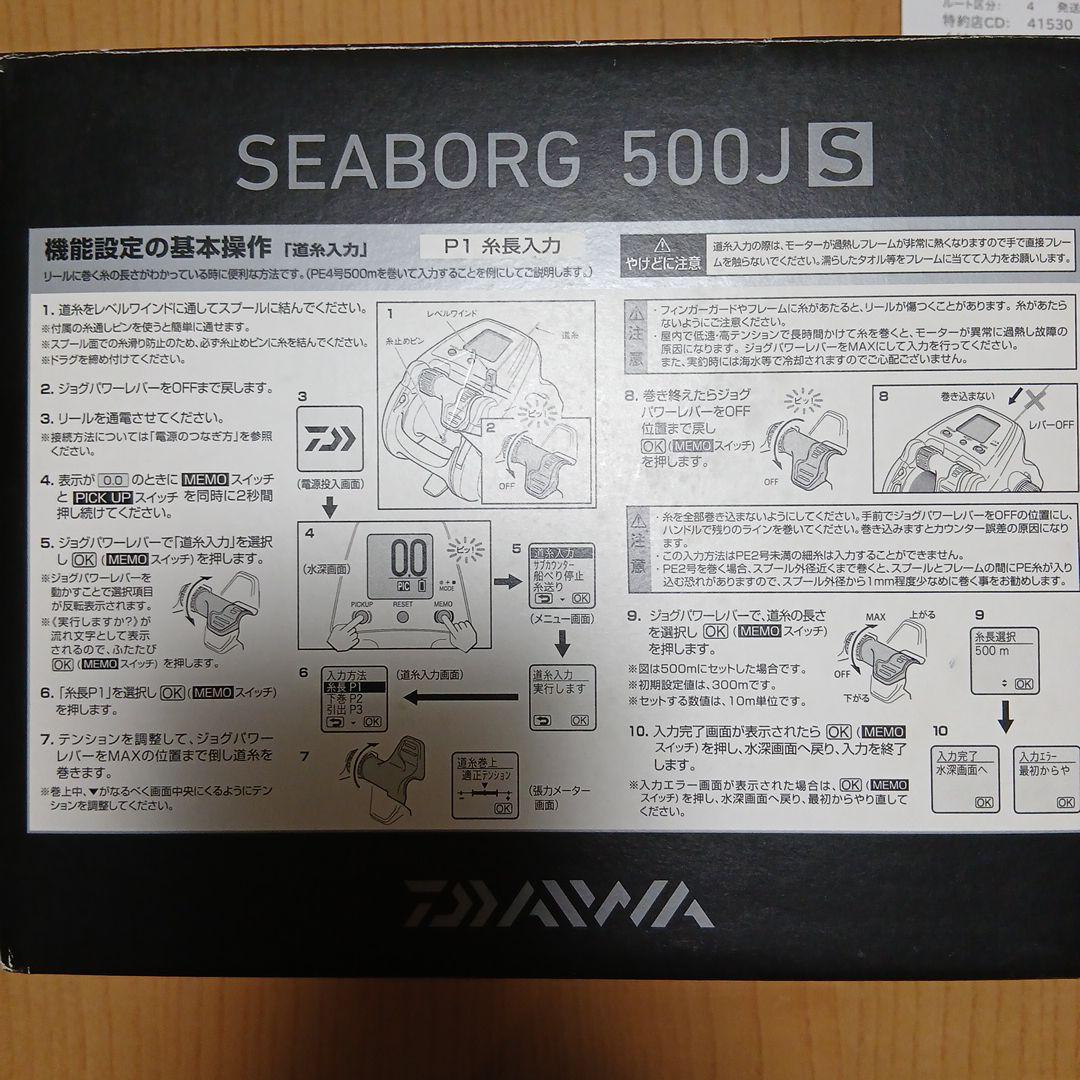 ルート区分: 4 発送
特約店CD: 41530
SEABORG 500J S
機能設定の基本操作「道糸入力」 P1 糸長入力
リールに巻く糸の長さがわかっている時に便利な方法です。(PE4号500mを巻いて入力することを例にしてご説明します。)
1. 道糸をレベルワインドに通してスプールに結んでください。
※付属の糸通しピンを使うと簡単に通せます。
※スプール面での糸滑り防止のため、必ず糸止めピンに糸を結んでください。
※ドラグを締め付けてください。
2. ジョグパワーレバーをOFFまで戻します。
3. リールを通電させてください。
※接続方法については「電源のつなぎ方」を参照
ください。
4. 表示が 0.0 のときに MEMO スイッチ
と PICK UP スイッチ を同時に2秒間
押し続けてください。
5. ジョグパワーレバーで「道糸入力」を選択
し OK (MEMO スイッチ) を押します。
※ジョグパワーレバーを
動かすことで選択項目
が反転表示されます。
※《実行しますか?》が
流れ文字として表示
されるので、ふたたび
OK (MEMO スイッチ) を押します。
6. 「糸長P1」を選択し OK (MEMO スイッチ)
を押します。
7. テンションを調整して、ジョグパワー
レバーをMAXの位置まで倒し道糸を
巻きます。
※巻上中、▼がなるべく画面中央にくるようにテン
ションを調整してください。
1
レベルワインド
糸止めピン
道糸
2
ピッ!
OFF
3
(電源投入画面)
4
(水深画面)
0.0
PIC
MODE
PICKUP RESET MEMO
ピッ!
5
道糸入力
サブカウンター
船べり停止
糸送り
OK
(メニュー画面)
道糸入力
実行します
OK
6
入力方法
糸長 P1
下巻 P2
引出 P3
OK
(道糸入力画面)
7
道糸巻上
適正テンション
- +
OK
(張力メーター
画面)
やけどに注意
道糸入力の際は、モーターが過熱しフレームが非常に熱くなりますので手で直接フレー
ムを触らないでください。濡らしたタオル等をフレームに当てて入力をお願いします。
注意
・フィンガーガードやフレームに糸があたると、リールが傷つくことがあります。糸があたら
ないようにご注意ください。
・屋内で低速・高テンションで長時間かけて糸を巻くと、モーターが異常に過熱し故障の
原因になります。ジョグパワーレバーをMAXにして入力を行ってください。
また、実釣時には海水等で冷却されますのでご心配ございません。
8. 巻き終えたらジョグ
パワーレバーをOFF
位置まで戻し
OK (MEMO スイッチ)
を押します。
ピッ!
OFF
8
巻き込まない
レバーOFF
注意
・糸を全部巻き込まないようにしてください。手前でジョグパワーレバーをOFFの位置にし、
ハンドルで残りのラインを巻いてください。巻き込みますとカウンター誤差の原因になり
ます。
・この入力方法はPE2号未満の細糸は入力することができません。
・PE2号を巻く場合、スプール外径近くまで巻くと、スプールとフレームの間にPE糸が入り
込む恐れがありますので、スプール外径から1mm程度少なめに巻く事をお勧めします。
9. ジョグパワーレバーで、道糸の長さ
を選択し OK (MEMO スイッチ)
を押します。
※図は500mにセットした場合です。
※初期設定値は、300mです。
※セットする数値は、10m単位です。
MAX
上がる
OFF
下がる
9
糸長選択
500 m
OK
10. 入力完了画面が表示されたら OK (MEMO
スイッチ) を押し、水深画面へ戻り、入力を終了
します。
※入力エラー画面が表示された場合は、OK (MEMO
スイッチ) を押し、水深画面へ戻り、最初からやり直して
ください。
10
入力完了
水深画面へ
OK
入力エラー
最初からや
OK
DAIWA